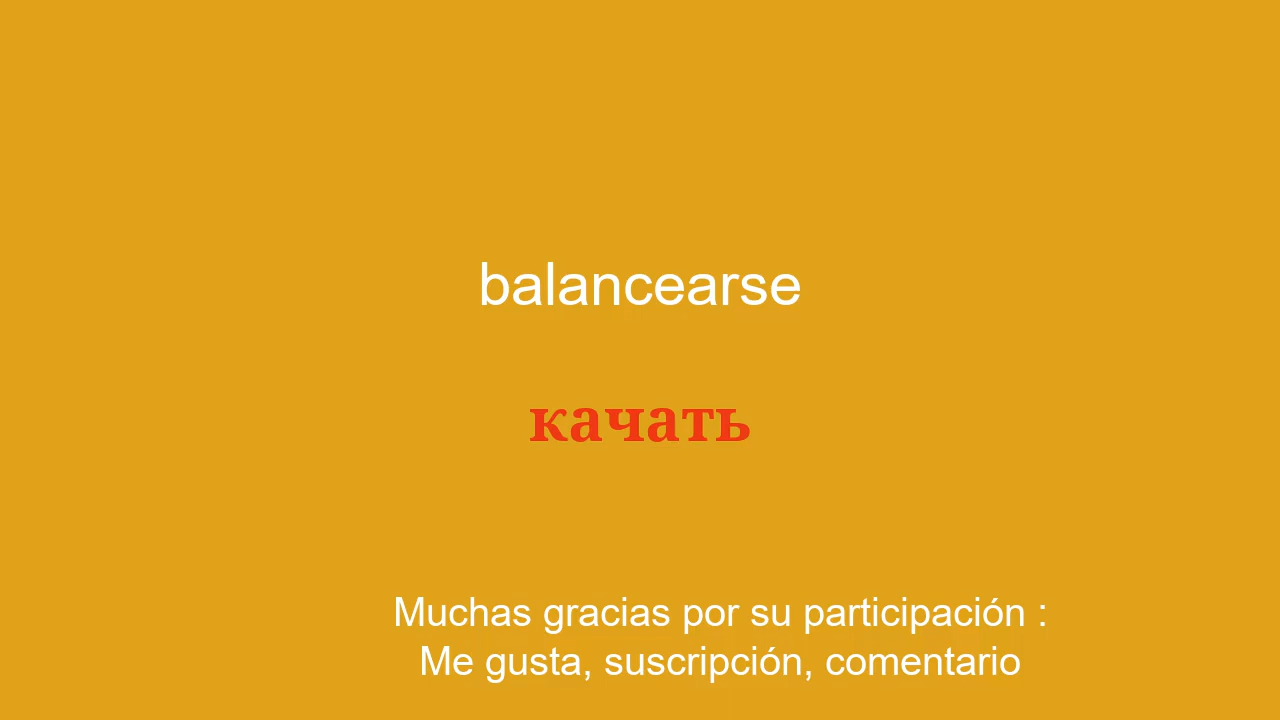 balancearse
качать
Muchas gracias por su participación :
Me gusta, suscripción, comentario